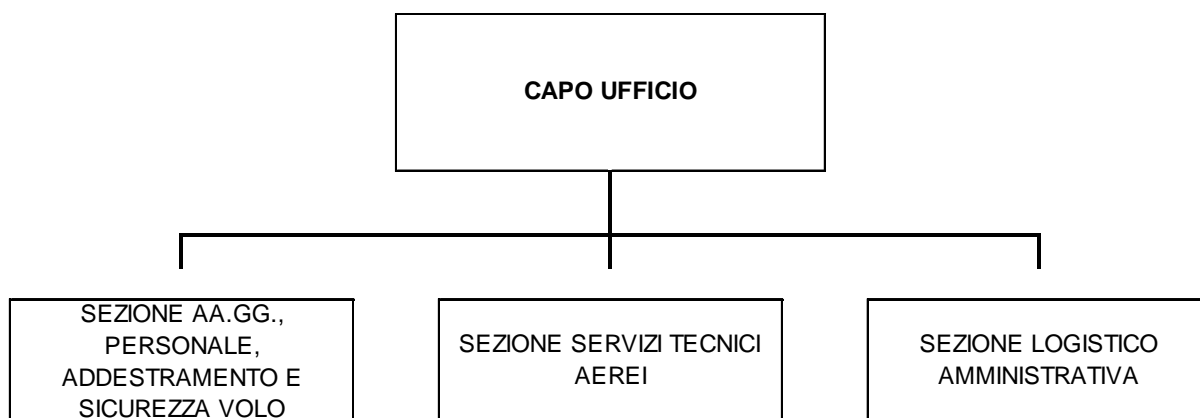 CAPO UFFICIO
SEZIONE AA.GG.,
PERSONALE,
ADDESTRAMENTO E
SICUREZZA VOLO
SEZIONE SERVIZI TECNICI
AEREI
SEZIONE LOGISTICO
AMMINISTRATIVA